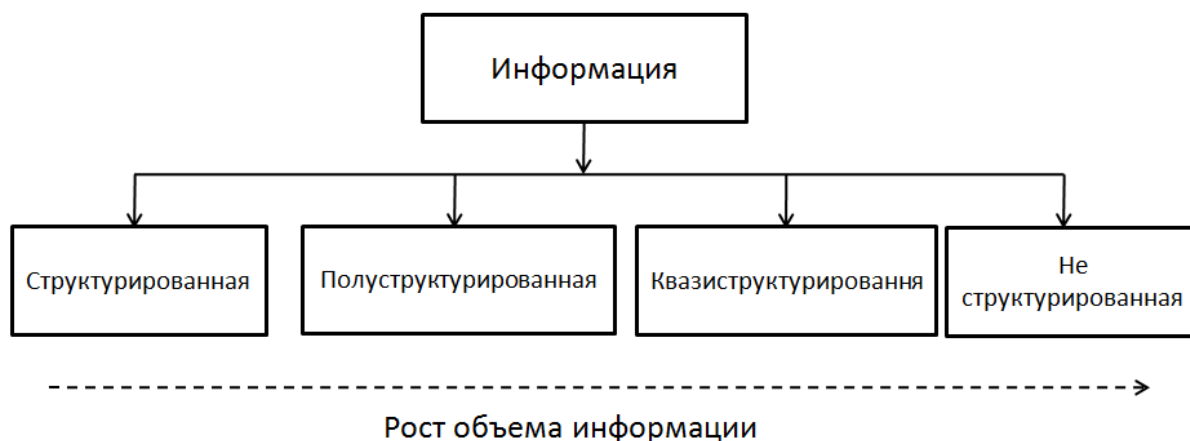 Информация
Структурированная
Полуструктурированная
Квазиструктурировання
Не
структурированная
Рост объема информации